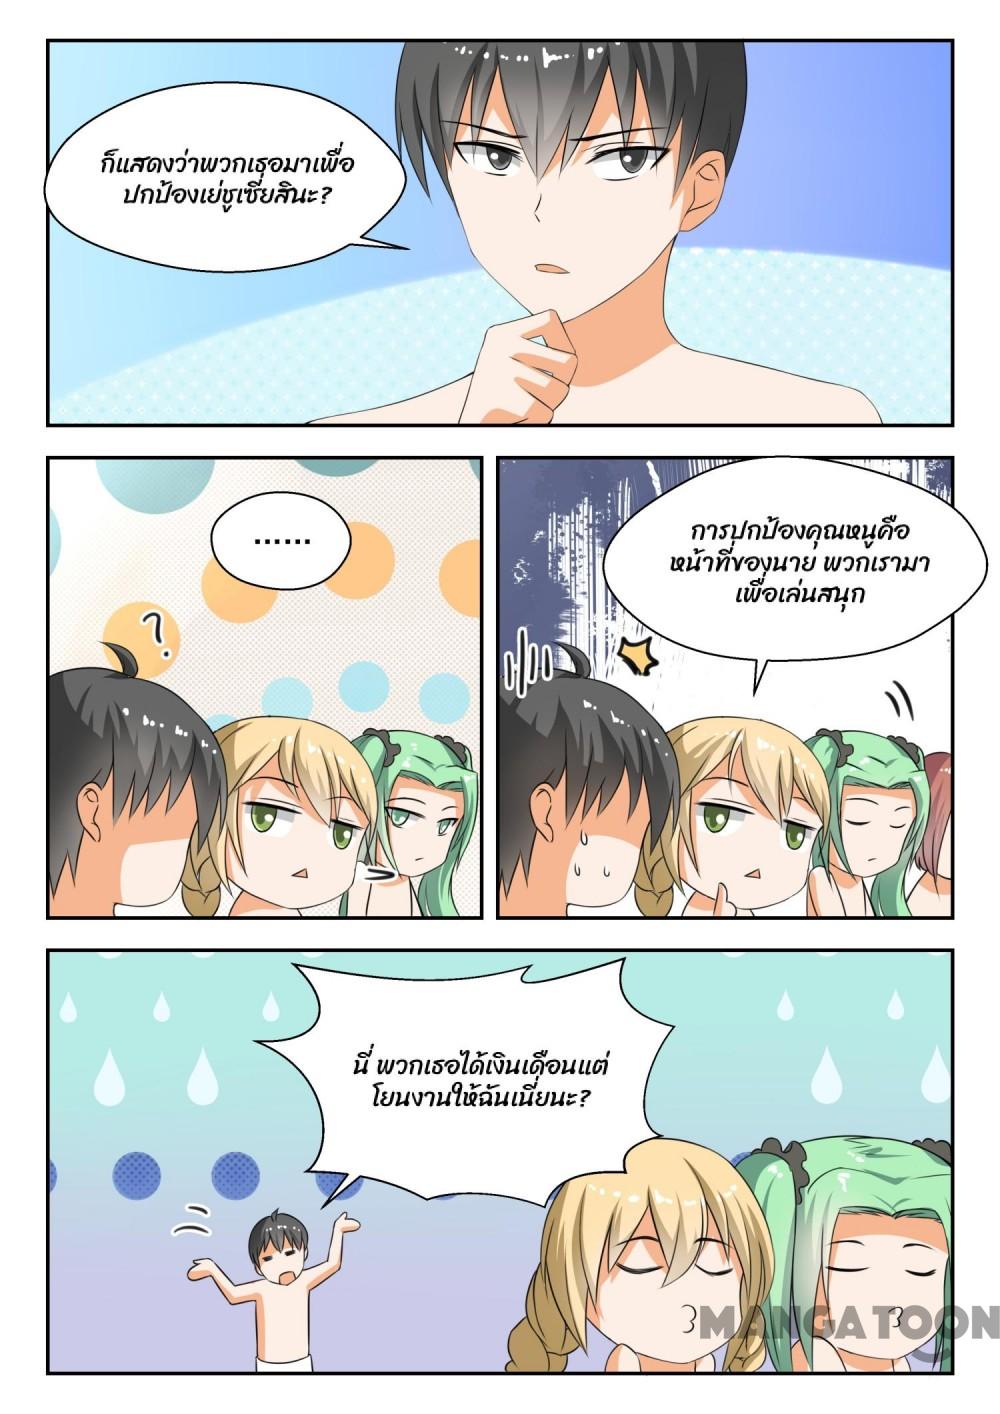 ก็แสดงว่าพวกเธอมาเพื่อ
ปกป้องเย่ชูเซี่ยสินะ?
......
?
การปกป้องคุณหนูคือ
หน้าที่ของนาย พวกเรามา
เพื่อเล่นสนุก
นี่ พวกเธอได้เงินเดือนแต่
โยนงานให้ฉันเนี่ยนะ?
MANGATOON